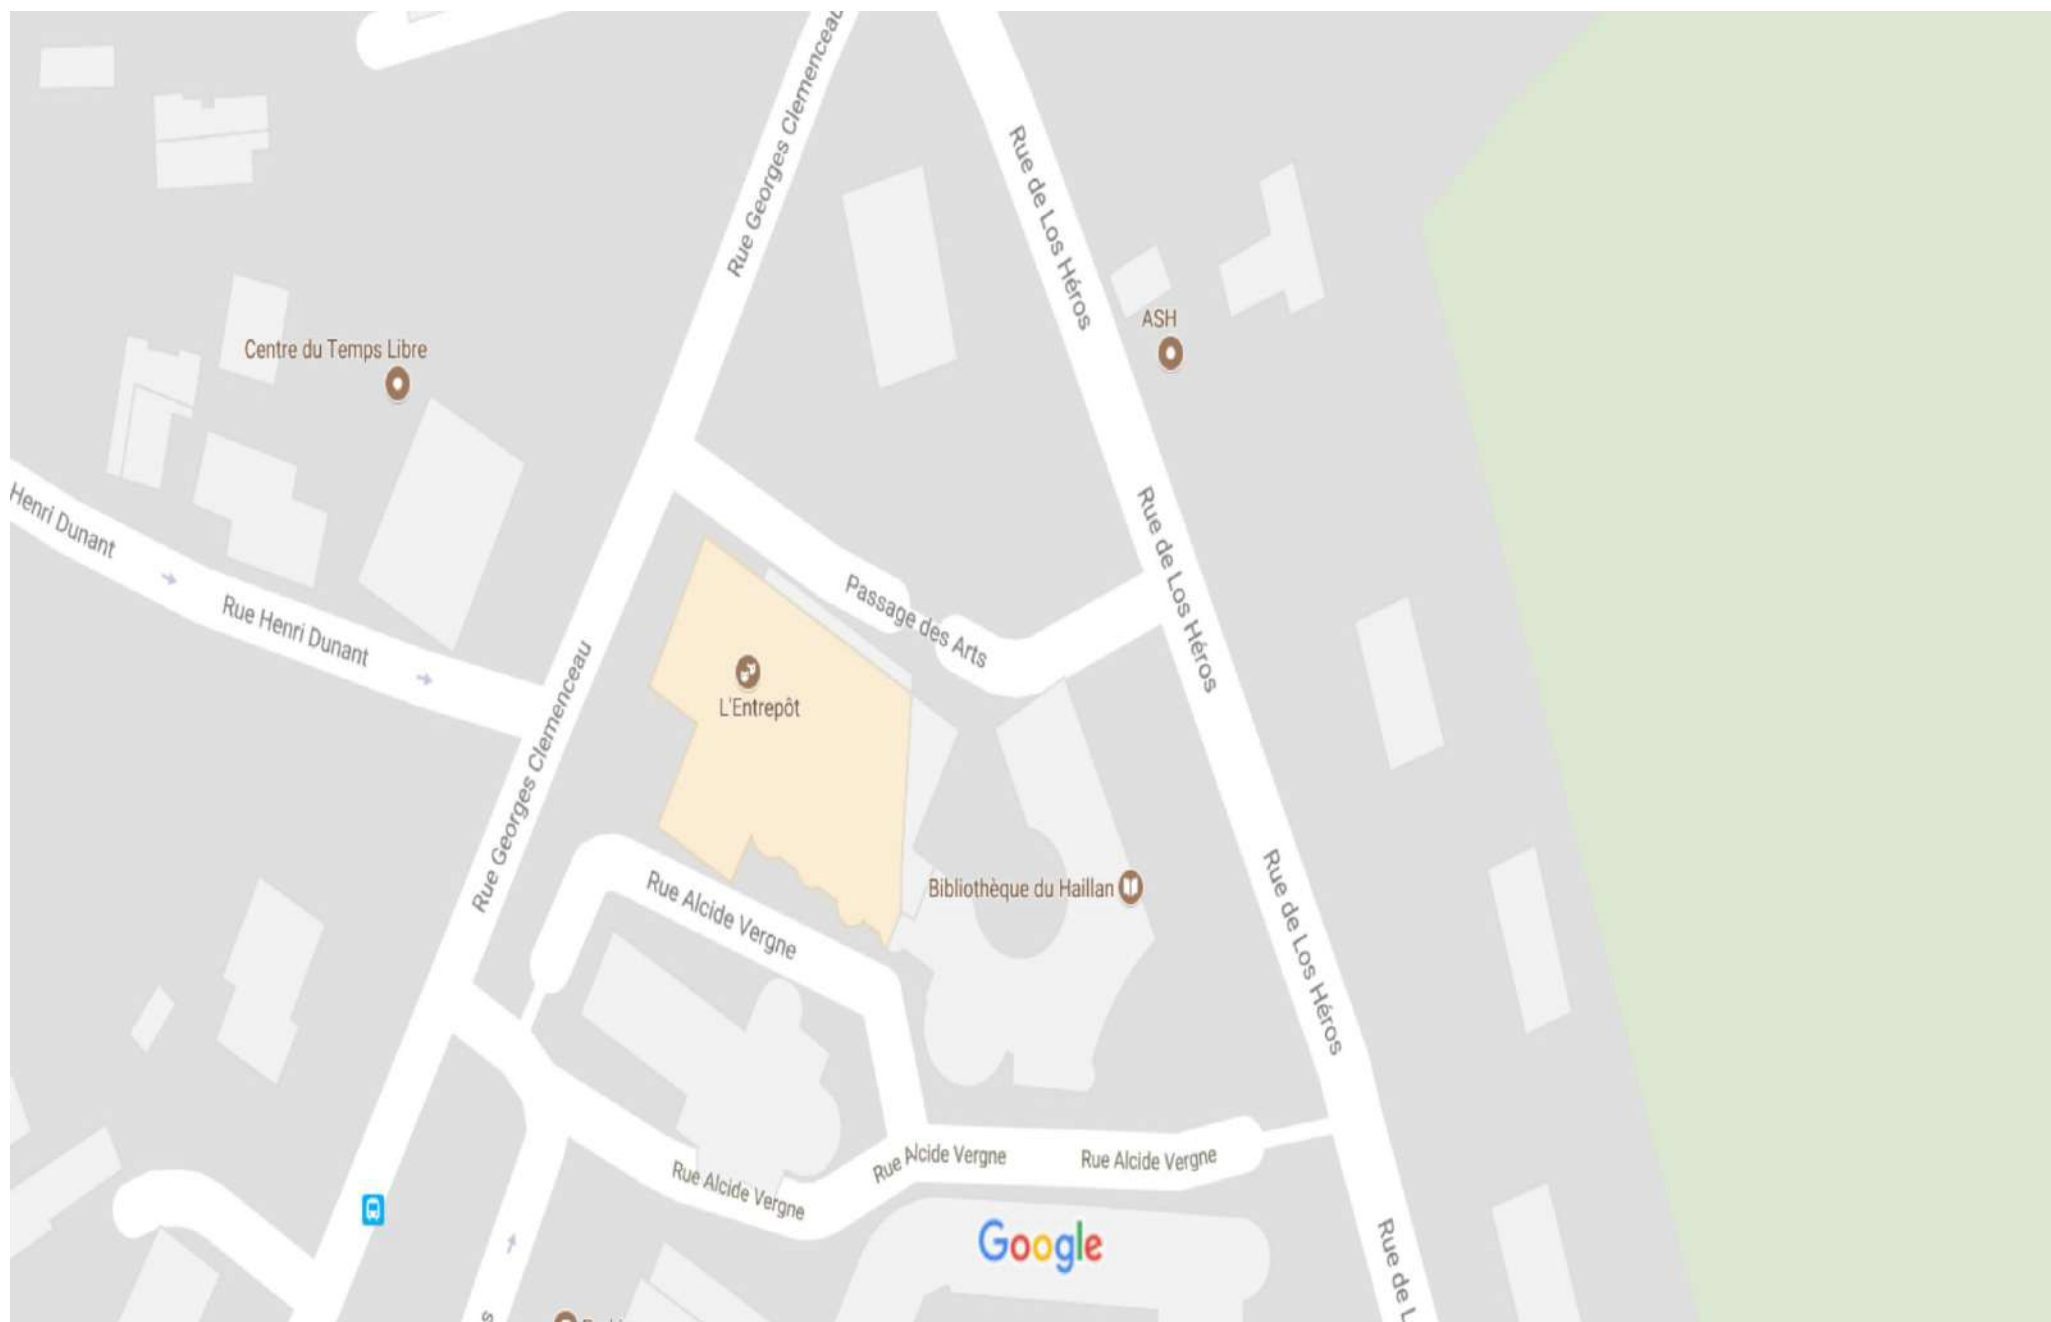 Rue Georges Clemenceau
Rue de Los Héros
ASH
Centre du Temps Libre
Henri Dunant
Rue de Los Héros
Passage des Arts
Rue Henri Dunant
L'Entrepôt
Rue Georges Clemenceau
Bibliothèque du Haillan
Rue Alcide Vergne
Rue de Los Héros
Rue Alcide Vergne
Rue Alcide Vergne
Rue Alcide Vergne
Google
Rue de L
s